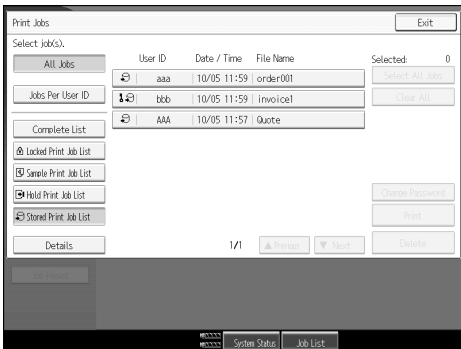 Print Jobs
Exit
Select job(s).
All Jobs
User ID
Date / Time
File Name
Selected: 0
aaa
10/05 11:59
order001
Select All Jobs
Jobs Per User ID
bbb
10/05 11:59
invoice1
Clear All
AAA
10/05 11:57
Quote
Complete List
Locked Print Job List
Sample Print Job List
Hold Print Job List
Change Password
Stored Print Job List
Print
Details
1/1
Previous
Next
Delete
Job Reset
System Status
Job List